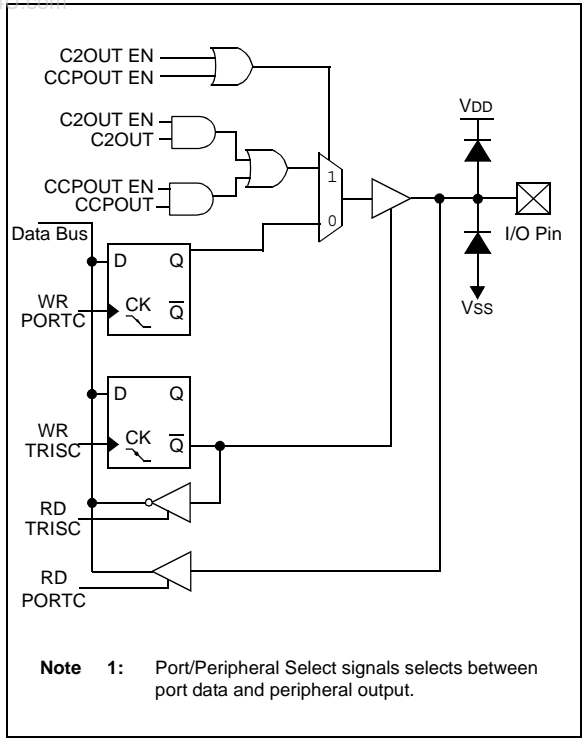 C2OUT EN
CCPOUT EN
C2OUT EN
C2OUT
CCPOUT EN
CCPOUT
1
0
VDD
I/O Pin
VSS
Data Bus
D Q
CK Q
WR
PORTC
D Q
CK Q
WR
TRISC
RD
TRISC
RD
PORTC
Note 1: Port/Peripheral Select signals selects between
port data and peripheral output.